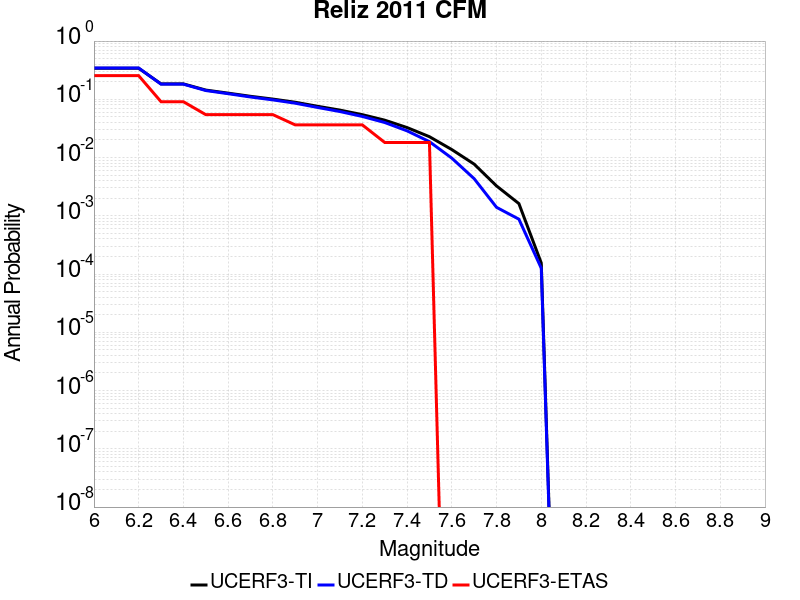 Reliz 2011 CFM
Annual Probability
10^0
10^-1
10^-2
10^-3
10^-4
10^-5
10^-6
10^-7
10^-8
6 6.2 6.4 6.6 6.8 7 7.2 7.4 7.6 7.8 8 8.2 8.4 8.6 8.8 9
Magnitude
UCERF3-TI UCERF3-TD UCERF3-ETAS